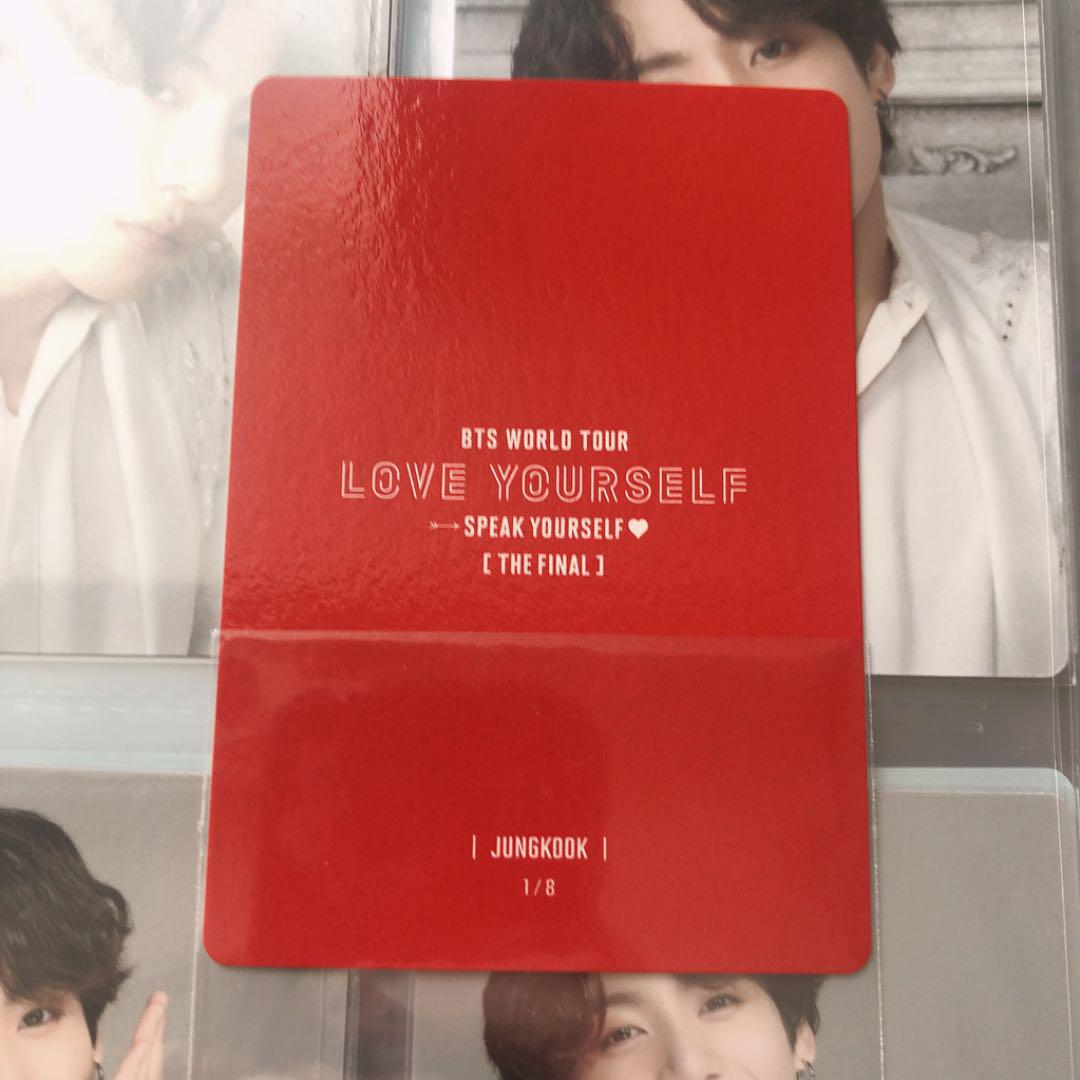 BTS WORLD TOUR
LOVE YOURSELF
SPEAK YOURSELF♥
[ THE FINAL ]
| JUNGKOOK |
1/8